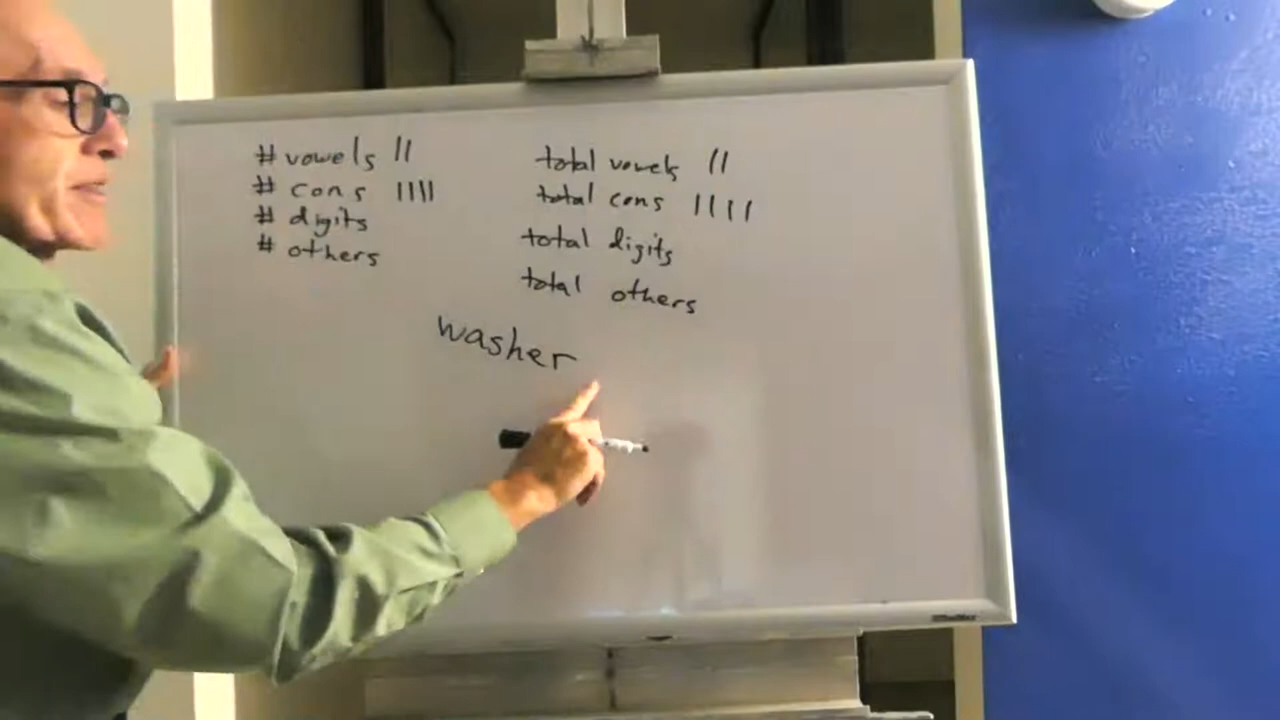 # vowels ||
# cons ||||
# digits
# others
total vowels ||
total cons ||||
total digits
total others
washer